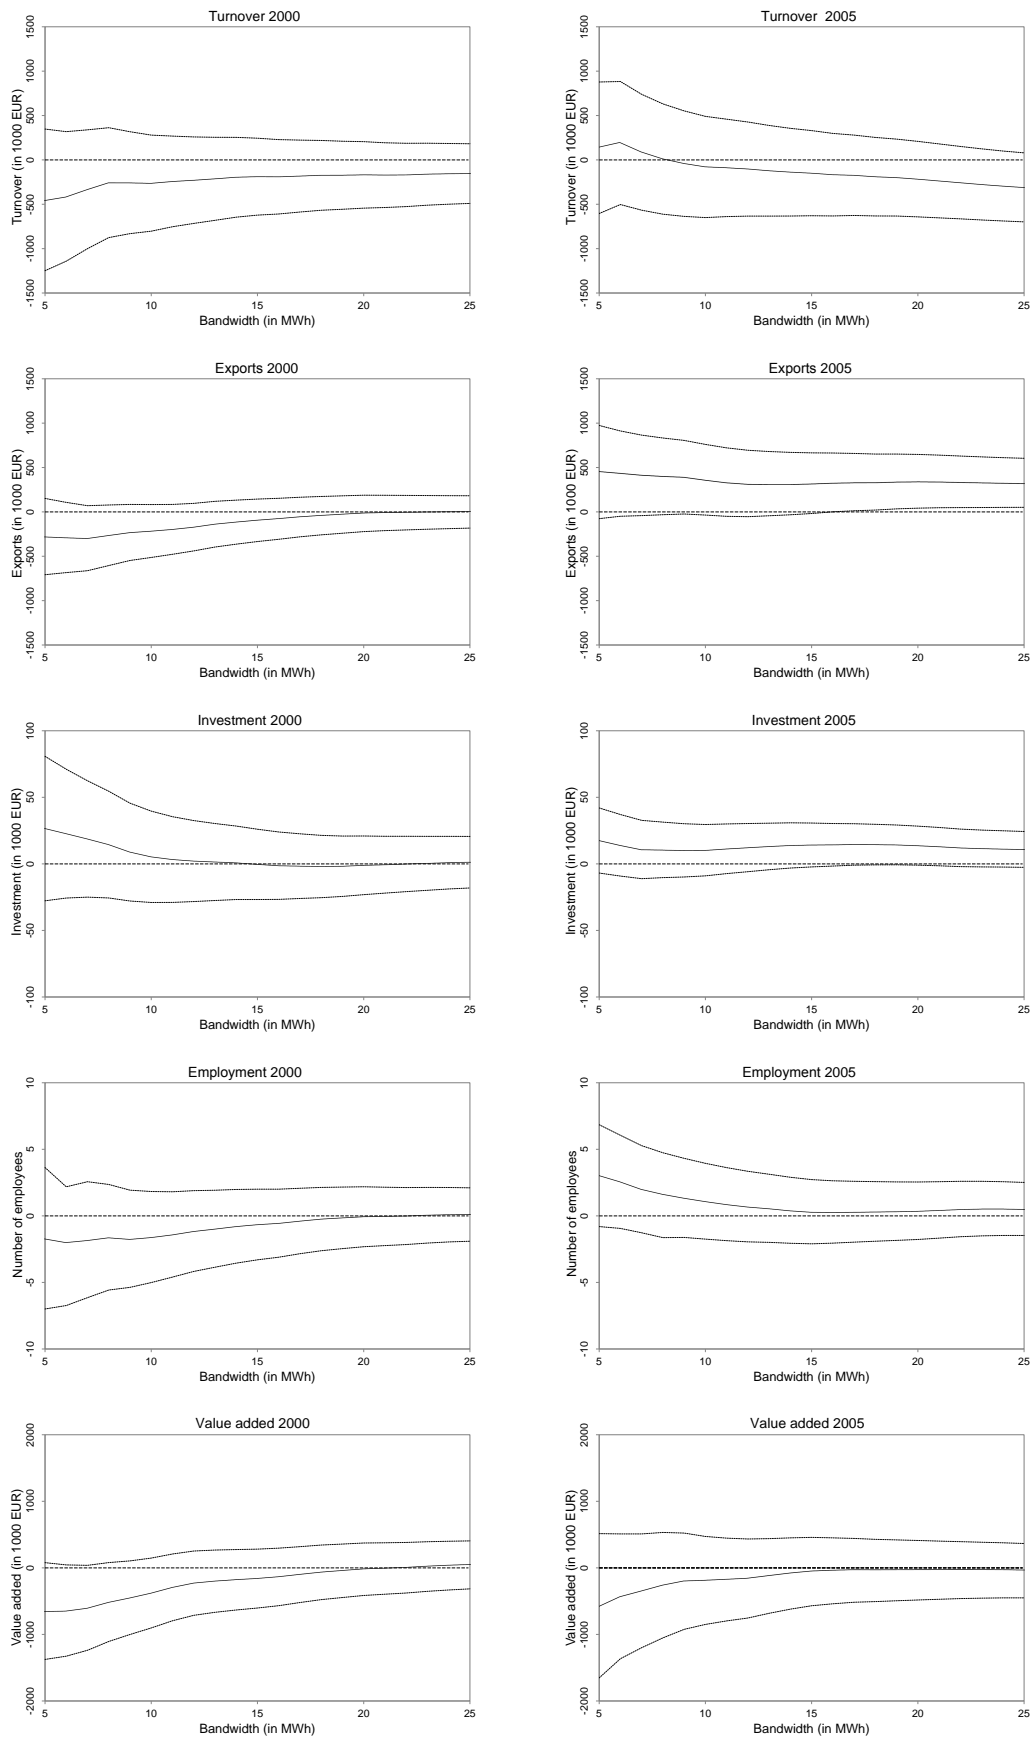 Turnover 2000
Turnover (in 1000 EUR)
1500
1000
500
0
-500
-1000
-1500
5 10 15 20 25
Bandwidth (in MWh)
Turnover 2005
Turnover (in 1000 EUR)
1500
1000
500
0
-500
-1000
-1500
5 10 15 20 25
Bandwidth (in MWh)
Exports 2000
Exports (in 1000 EUR)
1500
1000
500
0
-500
-1000
-1500
5 10 15 20 25
Bandwidth (in MWh)
Exports 2005
Exports (in 1000 EUR)
1500
1000
500
0
-500
-1000
-1500
5 10 15 20 25
Bandwidth (in MWh)
Investment 2000
Investment (in 1000 EUR)
100
50
0
-50
-100
5 10 15 20 25
Bandwidth (in MWh)
Investment 2005
Investment (in 1000 EUR)
100
50
0
-50
-100
5 10 15 20 25
Bandwidth (in MWh)
Employment 2000
Number of employees
10
5
0
-5
-10
5 10 15 20 25
Bandwidth (in MWh)
Employment 2005
Number of employees
10
5
0
-5
-10
5 10 15 20 25
Bandwidth (in MWh)
Value added 2000
Value added (in 1000 EUR)
2000
1000
0
-1000
-2000
5 10 15 20 25
Bandwidth (in MWh)
Value added 2005
Value added (in 1000 EUR)
2000
1000
0
-1000
-2000
5 10 15 20 25
Bandwidth (in MWh)